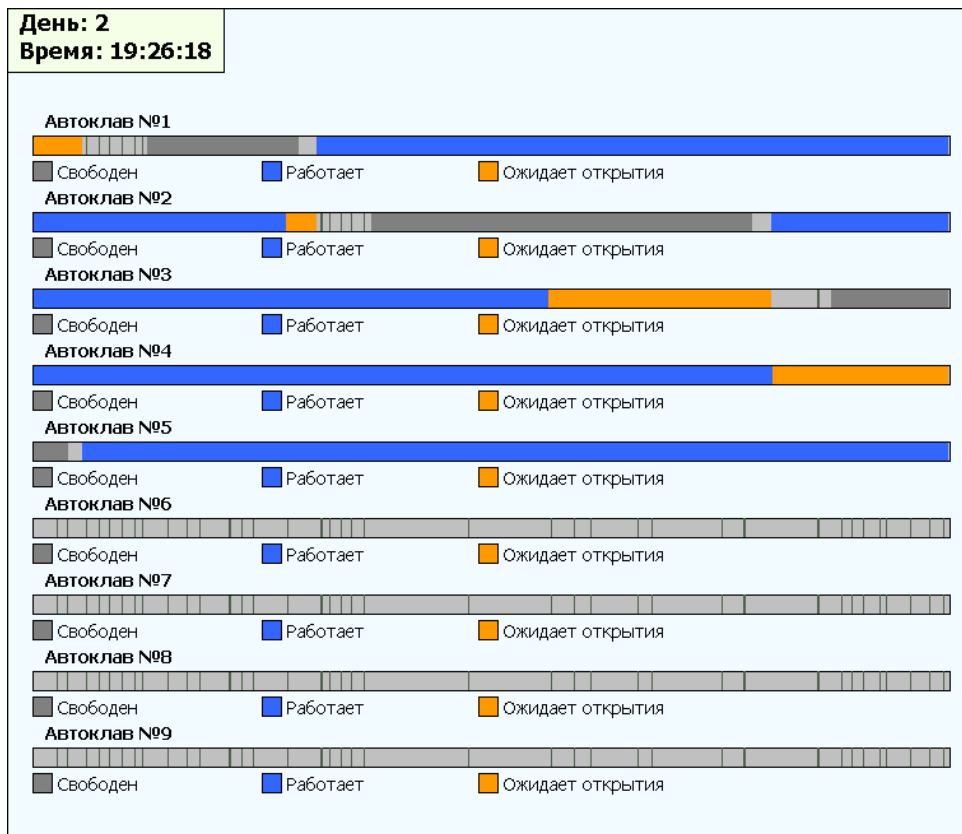 День: 2
Время: 19:26:18
Автоклав №1
Свободен Работает Ожидает открытия
Автоклав №2
Свободен Работает Ожидает открытия
Автоклав №3
Свободен Работает Ожидает открытия
Автоклав №4
Свободен Работает Ожидает открытия
Автоклав №5
Свободен Работает Ожидает открытия
Автоклав №6
Свободен Работает Ожидает открытия
Автоклав №7
Свободен Работает Ожидает открытия
Автоклав №8
Свободен Работает Ожидает открытия
Автоклав №9
Свободен Работает Ожидает открытия